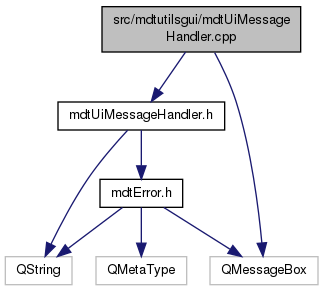 src/mdtutilsgui/mdtUiMessage
Handler.cpp
mdtUiMessageHandler.h
mdtError.h
QString
QMetaType
QMessageBox